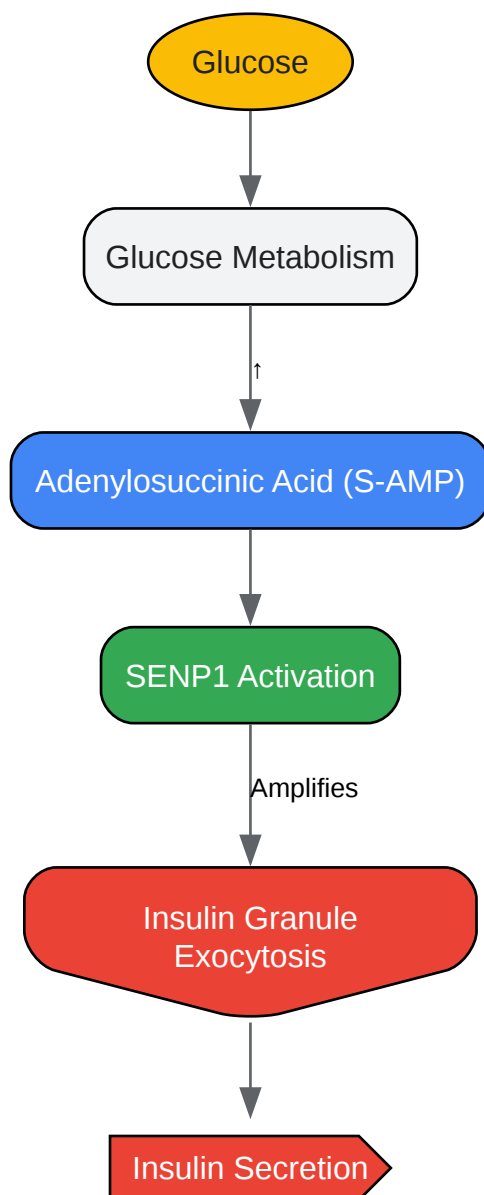 Glucose
Glucose Metabolism
↑
Adenylosuccinic Acid (S-AMP)
SENP1 Activation
Amplifies
Insulin Granule
Exocytosis
Insulin Secretion